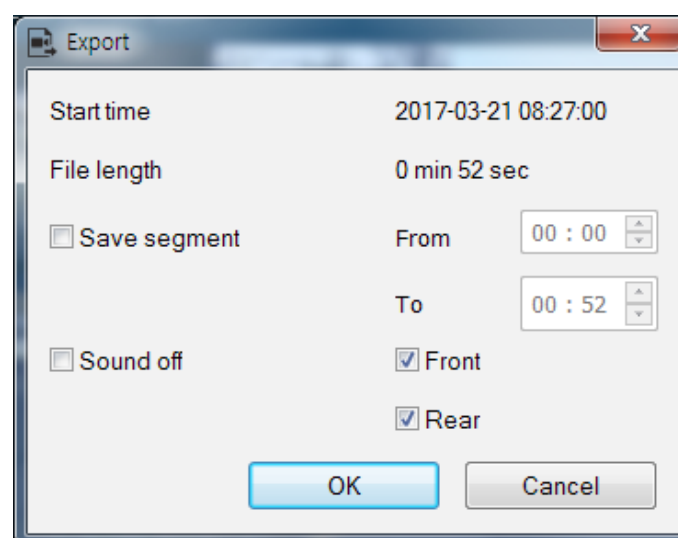 Export
Start time 2017-03-21 08:27:00
File length 0 min 52 sec
Save segment From 00 : 00
To 00 : 52
Sound off Front
Rear
OK Cancel